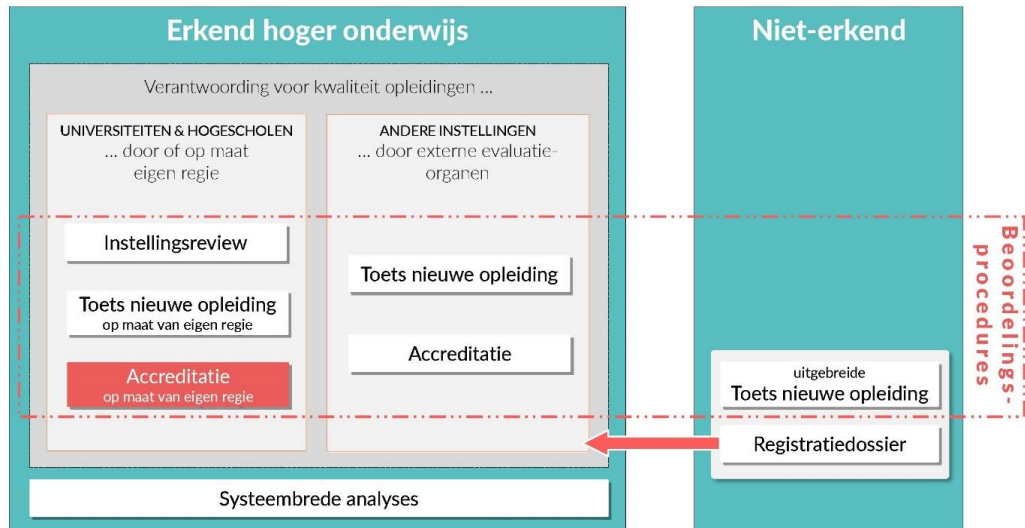 Erkend hoger onderwijs
Verantwoording voor kwaliteit opleidingen ...
UNIVERSITEITEN & HOGESCHOLEN
... door of op maat
eigen regie
Instellingsreview
Toets nieuwe opleiding
op maat van eigen regie
Accreditatie
op maat van eigen regie
ANDERE INSTELLINGEN
... door externe evaluatie-
organen
Toets nieuwe opleiding
Accreditatie
Systeembrede analyses
Niet-erkend
uitgebreide
Toets nieuwe opleiding
Registratiedossier
Beoordelings-
procedures